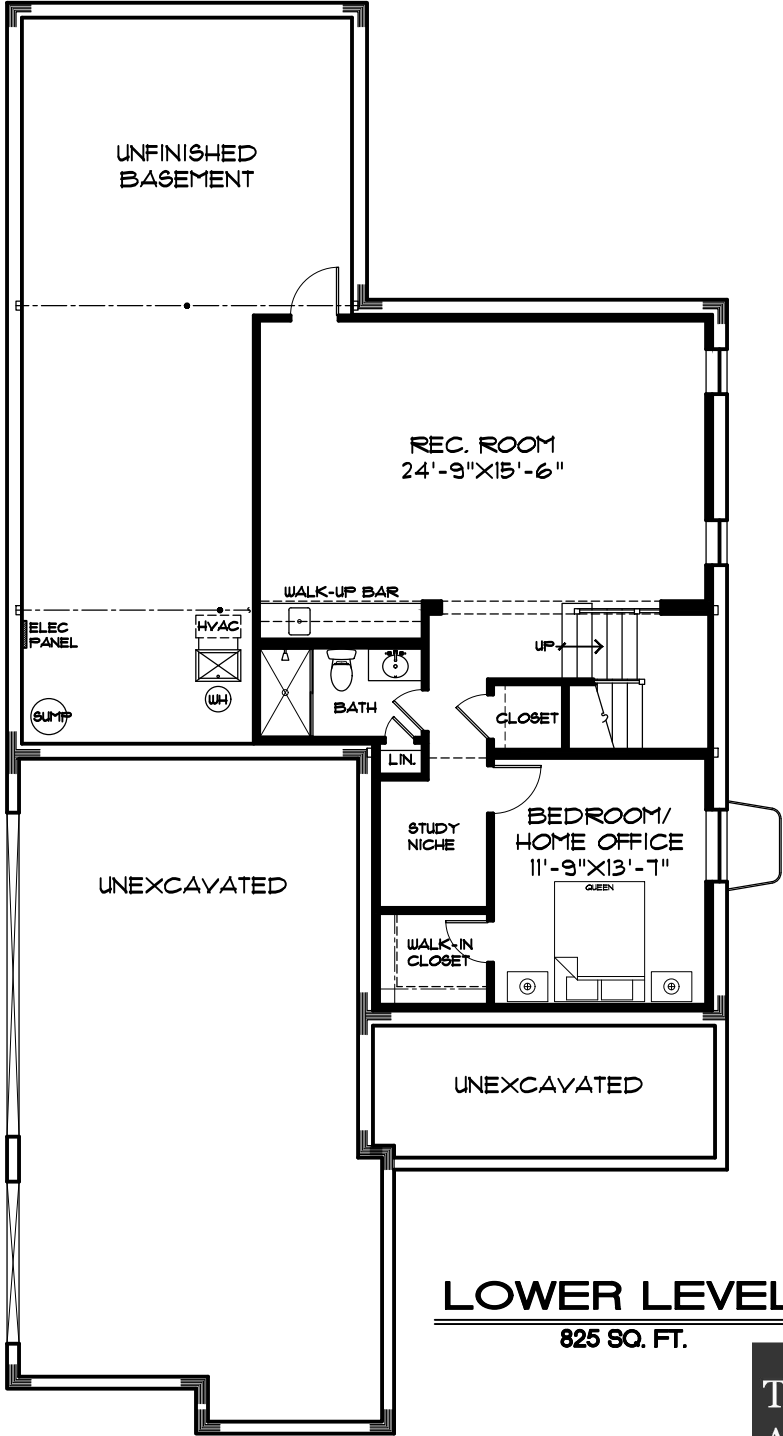 UNFINISHED
BASEMENT
REC. ROOM
24'-9"X15'-6"
WALK-UP BAR
ELEC
PANEL
HVAC
UP
WH
SUMP
BATH
CLOSET
LIN.
STUDY
NICHE
BEDROOM/
HOME OFFICE
11'-9"X13'-7"
QUEEN
UNEXCAVATED
WALK-IN
CLOSET
UNEXCAVATED
LOWER LEVEL
825 SQ. FT.
T